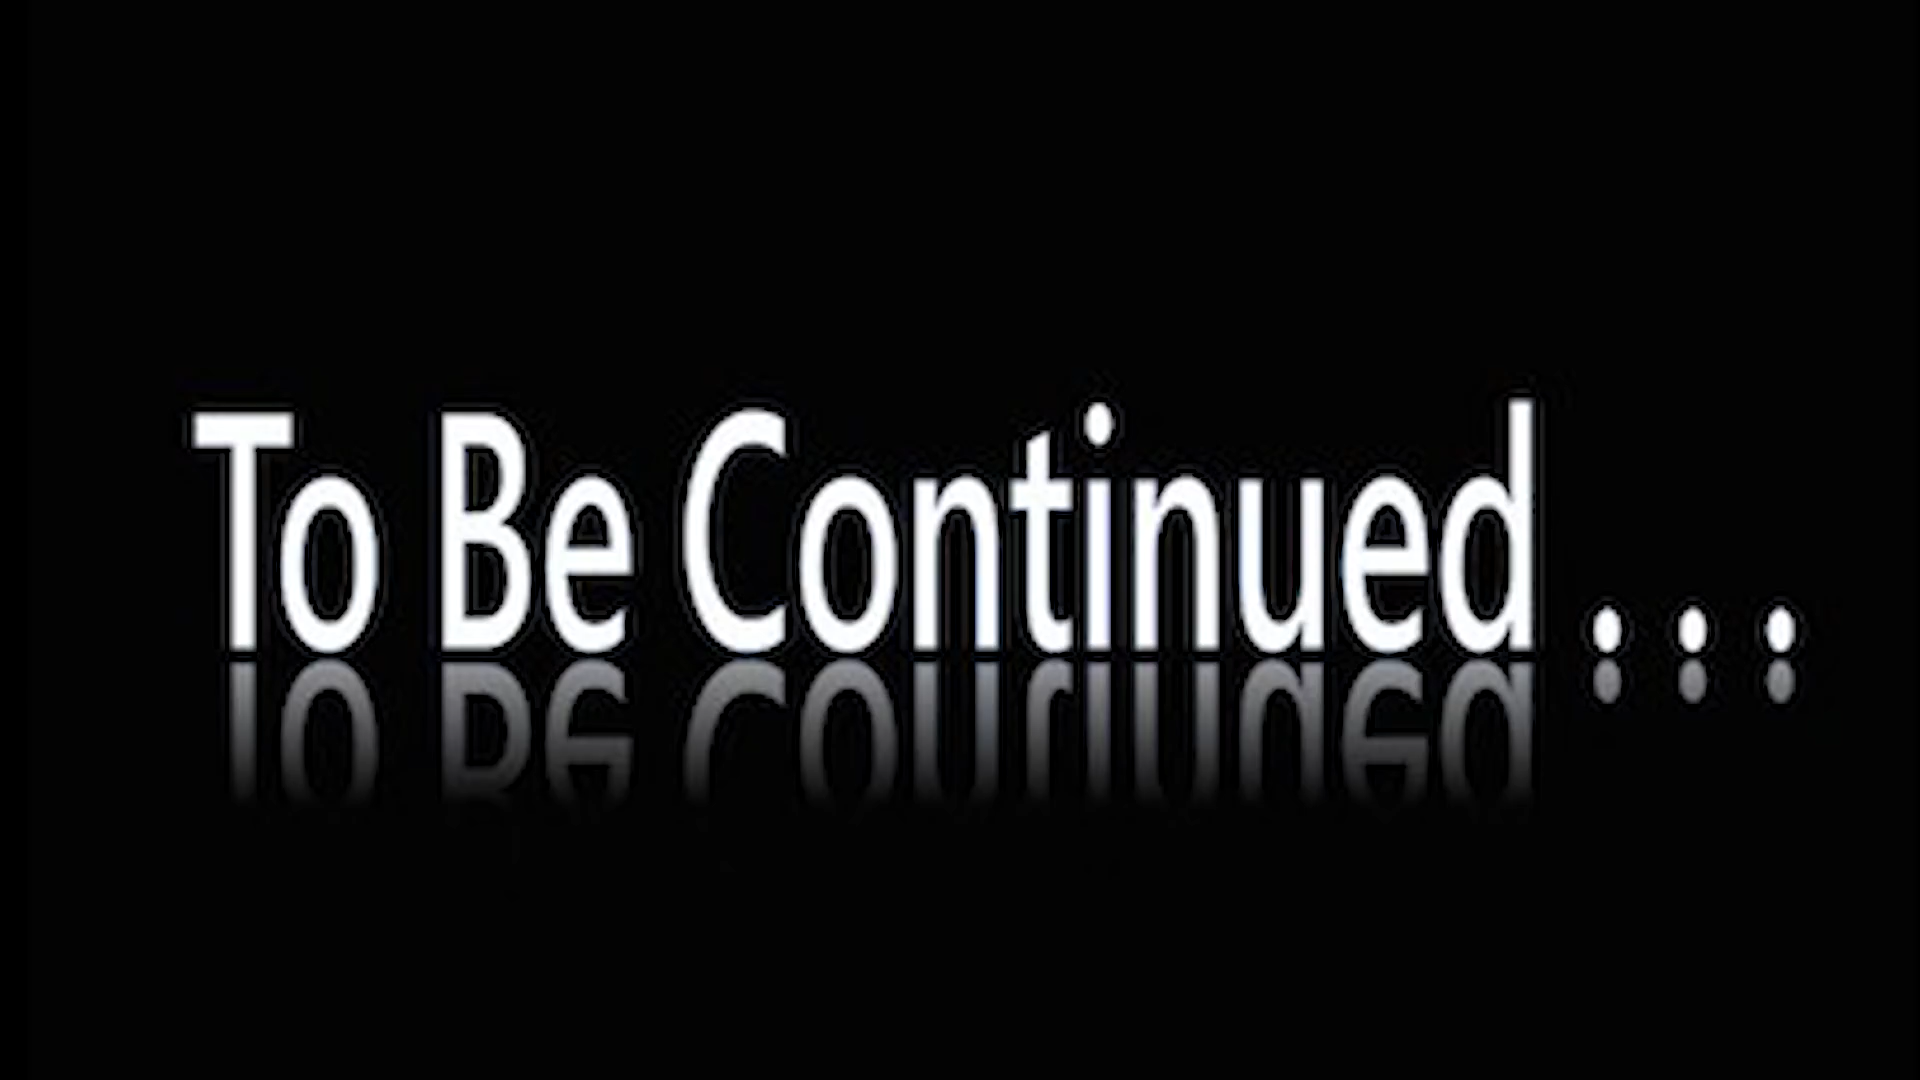 To Be Continued . . .